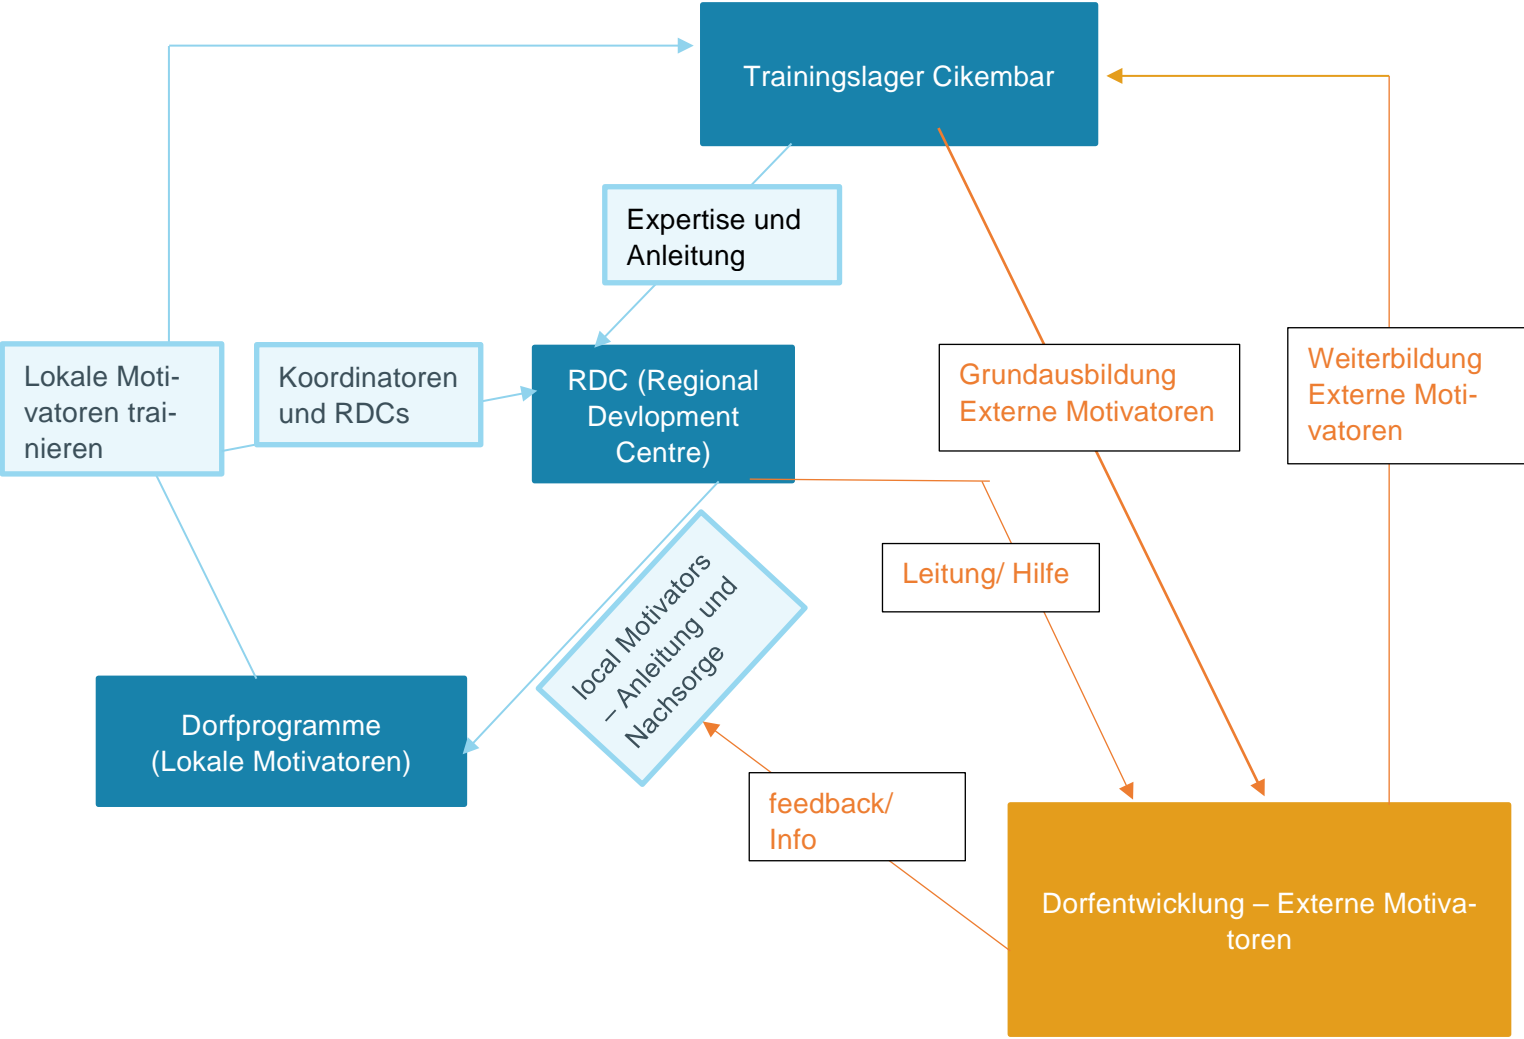 Trainingslager Cikembar
Expertise und
Anleitung
Lokale Moti-
vatoren trai-
nieren
Koordinatoren
und RDCs
RDC (Regional
Devlopment
Centre)
Grundausbildung
Externe Motivatoren
Weiterbildung
Externe Moti-
vatoren
Leitung/ Hilfe
local Motivators
– Anleitung und
Nachsorge
Dorfprogramme
(Lokale Motivatoren)
feedback/
Info
Dorfentwicklung – Externe Motiva-
toren